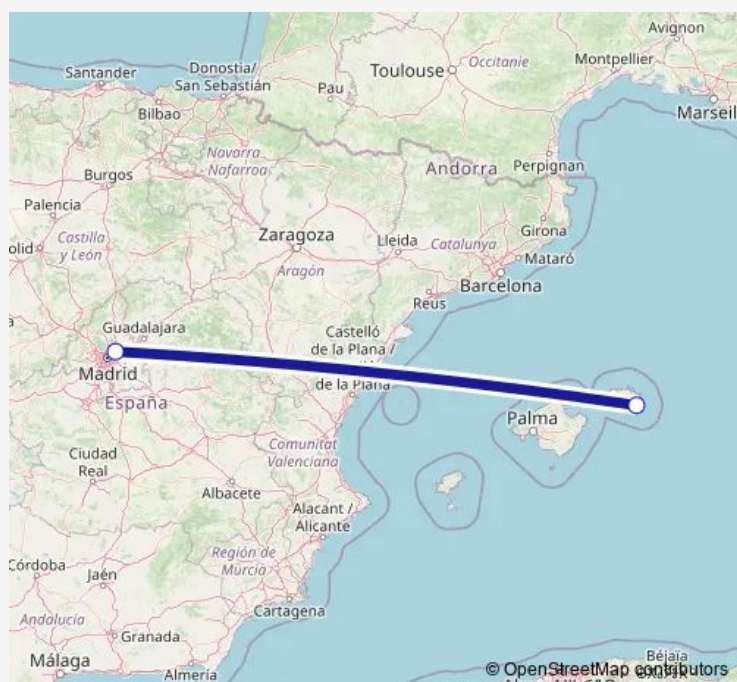 Avignon
Santander
Donostia/
San Sebastián
Toulouse
Occitanie
Montpellier
Pau
Marseil
Bilbao
Navarra
Nafarroa
Andorra
Perpignan
Burgos
Palencia
Girona
Castilla
y León
olid
Zaragoza
Lleida
Catalunya
Mataró
Aragón
Barcelona
Reus
Guadalajara
Castelló
de la Plana /
de la Plana
Madrid
España
Palma
Ciudad
Real
Comunitat
Valenciana
Albacete
Alacant /
Alicante
Región de
Murcia
Córdoba
Jaén
Cartagena
Andalucía
Granada
Málaga
Almería
Béjaïa
© OpenStreetMap contributors